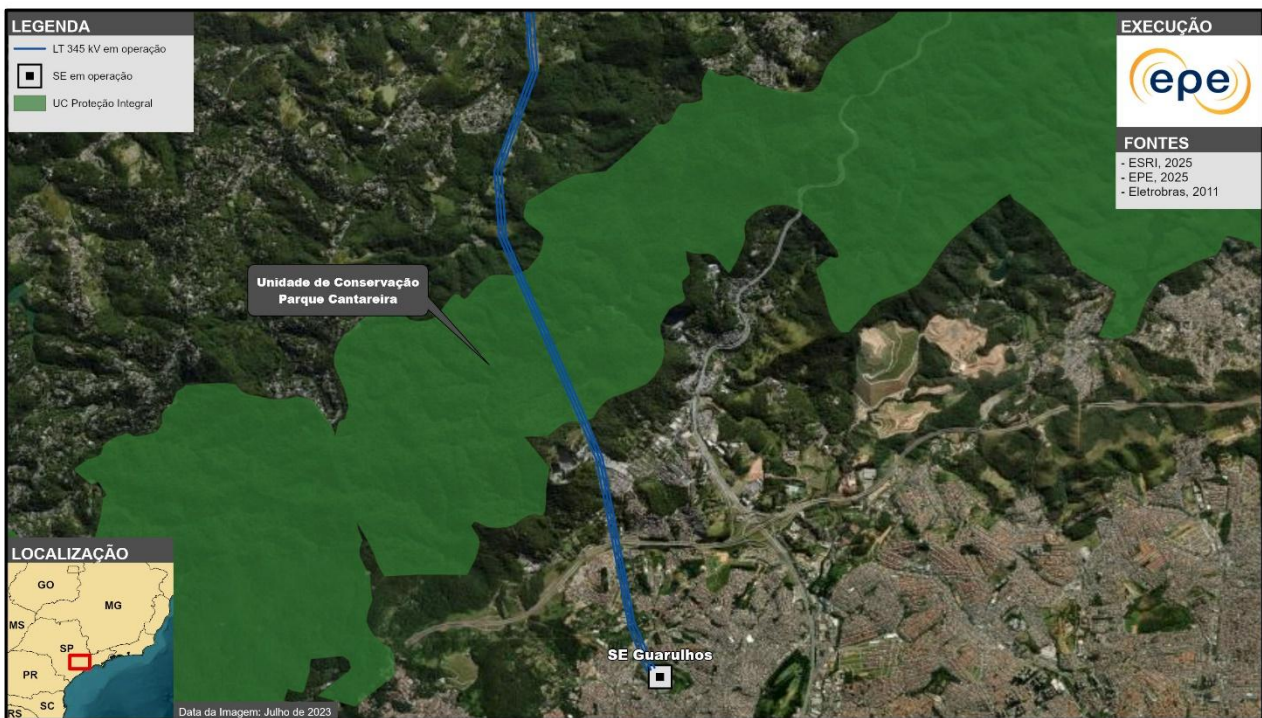 LEGENDA
LT 345 kV em operação
SE em operação
UC Proteção Integral
EXECUÇÃO
epe
FONTES
- ESRI, 2025
- EPE, 2025
- Eletrobras, 2011
Unidade de Conservação
Parque Cantareira
SE Guarulhos
LOCALIZAÇÃO
GO
MG
MS
SP
PR
SC
RS
Data da Imagem: Julho de 2023